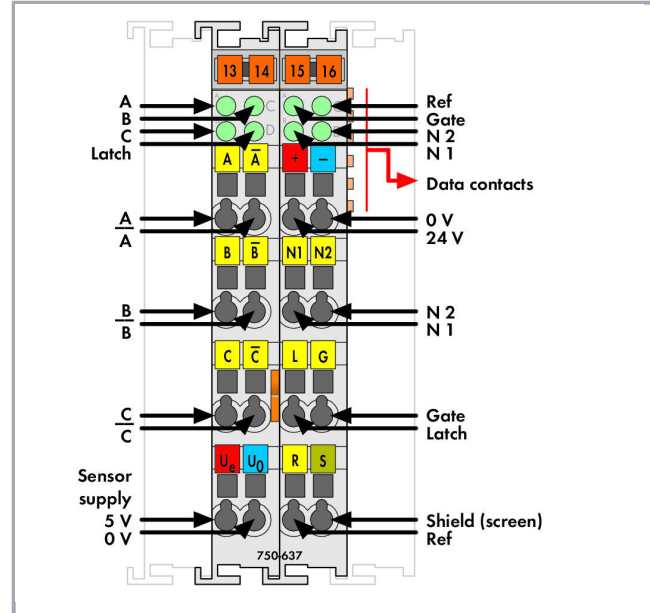 13 14 15 16
A
B
C
Latch
Ref
Gate
N 2
N 1
A C A
D
A A̅ + −
Data contacts
A
A̅
0 V
24 V
B B̅ N1 N2
B
B̅
N 2
N 1
C C̅ L G
C
C̅
Gate
Latch
Ue U0 R S
Sensor
supply
5 V
0 V
Shield (screen)
Ref
750-637